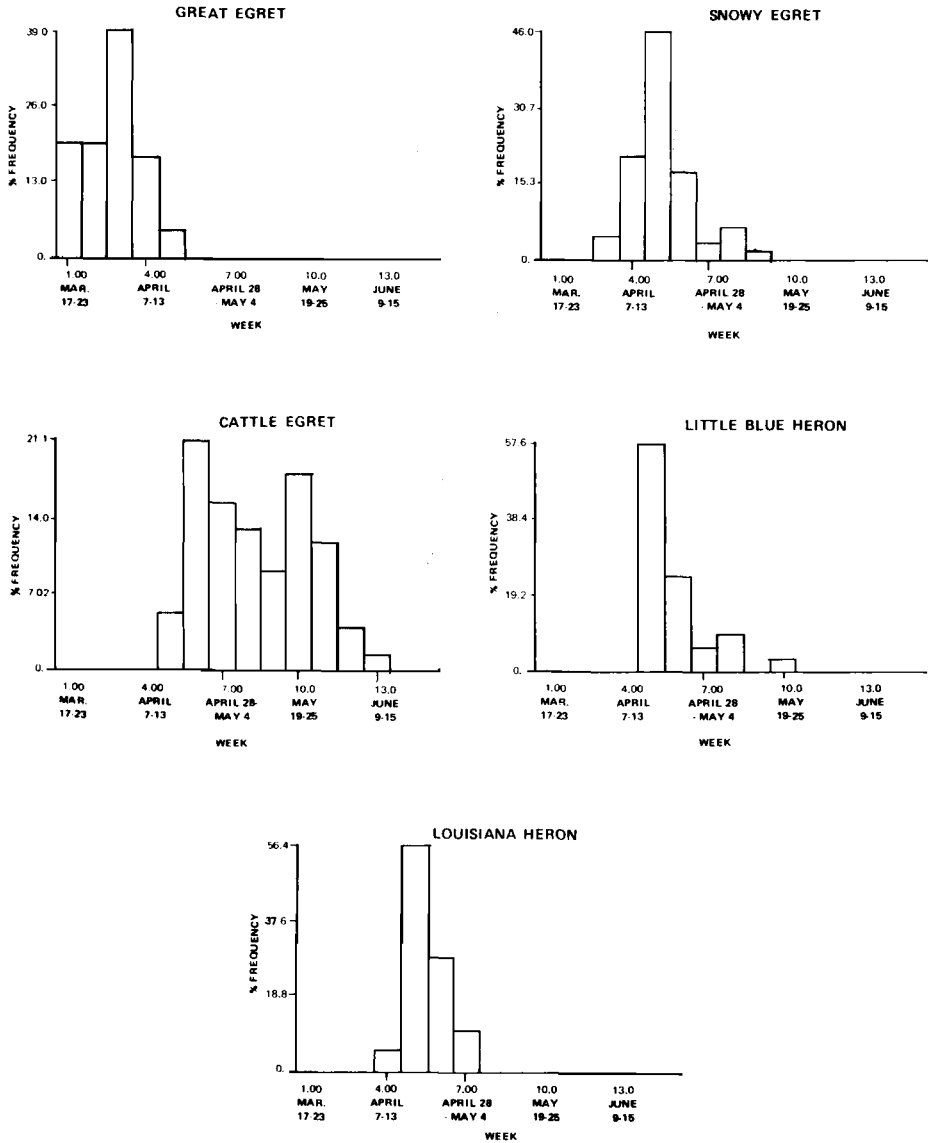 GREAT EGRET
39.0
26.0
13.0
0.
% FREQUENCY
1.00 4.00 7.00 10.0 13.0
MAR. APRIL APRIL 28 MAY JUNE
17-23 7-13 MAY 4 19-25 9-15
WEEK
SNOWY EGRET
46.0
30.7
15.3
0.
% FREQUENCY
1.00 4.00 7.00 10.0 13.0
MAR. APRIL APRIL 28 MAY JUNE
17-23 7-13 - MAY 4 19-25 9-15
WEEK
CATTLE EGRET
21.1
14.0
7.02
0.
% FREQUENCY
1.00 4.00 7.00 10.0 13.0
MAR. APRIL APRIL 28- MAY JUNE
17-23 7-13 MAY 4 19-25 9-15
WEEK
LITTLE BLUE HERON
57.6
38.4
19.2
0.
% FREQUENCY
1.00 4.00 7.00 10.0 13.0
MAR. APRIL APRIL 28 MAY JUNE
17-23 7-13 - MAY 4 19-25 9-15
WEEK
LOUISIANA HERON
56.4
37.6
18.8
0.
% FREQUENCY
1.00 4.00 7.00 10.0 13.0
MAR. APRIL APRIL 28 MAY JUNE
17-23 7-13 - MAY 4 19-25 9-15
WEEK